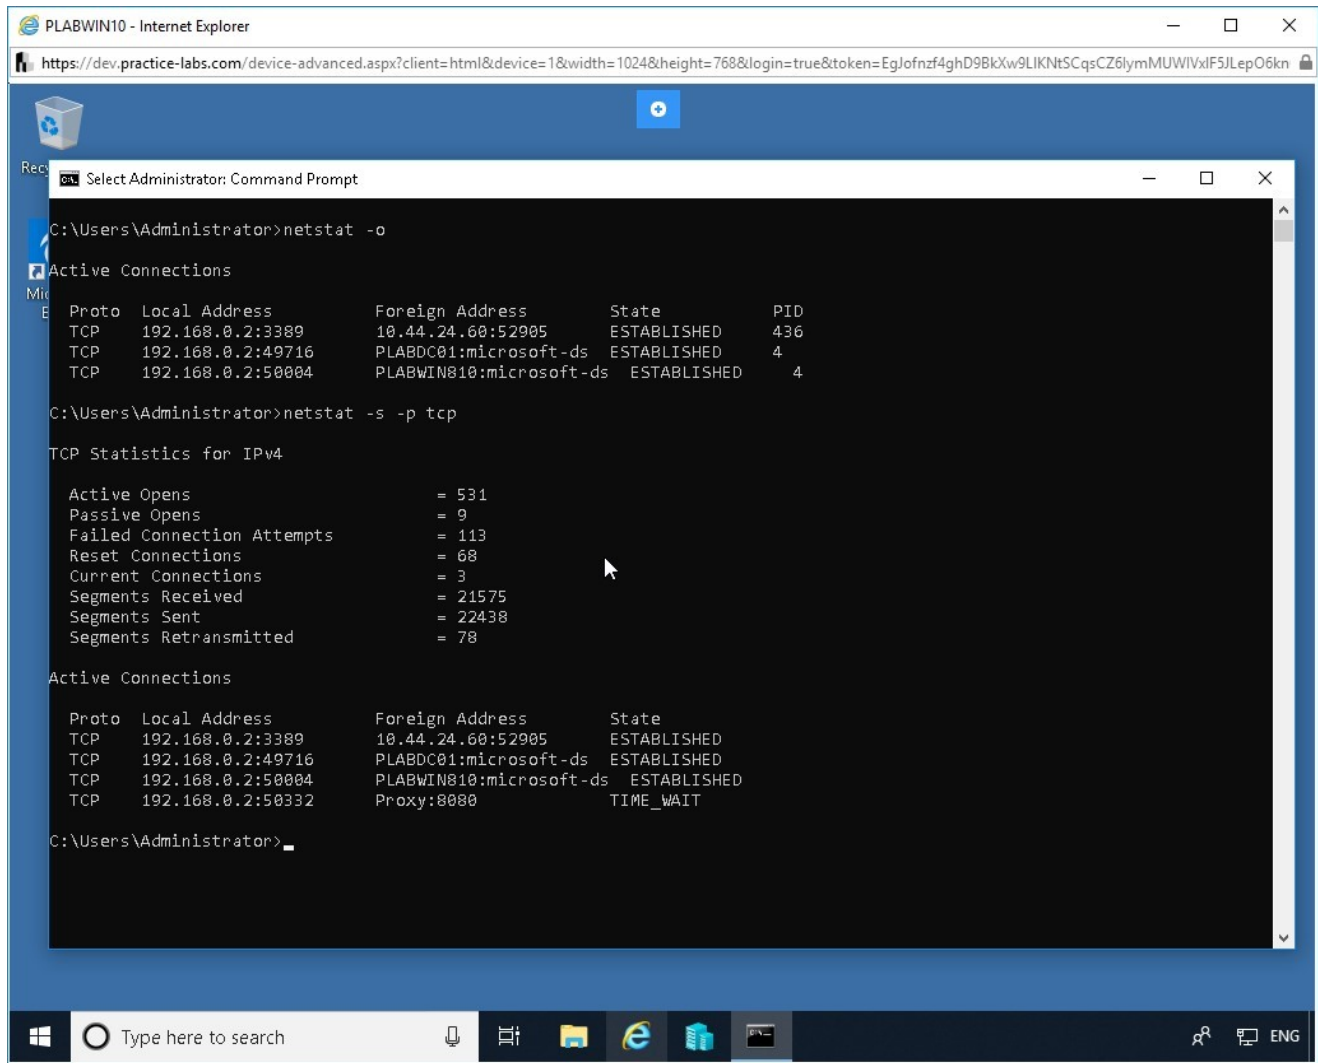 PLABWIN10 - Internet Explorer
https://dev.practice-labs.com/device-advanced.aspx?client=html&device=1&width=1024&height=768&login=true&token=
Select Administrator: Command Prompt
C:\Users\Administrator>netstat -o
Active Connections
Proto Local Address Foreign Address State PID
TCP 192.168.0.2:3389 10.44.24.60:52905 ESTABLISHED 436
TCP 192.168.0.2:49716 PLABDC01:microsoft-ds ESTABLISHED 4
TCP 192.168.0.2:50004 PLABWIN810:microsoft-ds ESTABLISHED 4
C:\Users\Administrator>netstat -s -p tcp
TCP Statistics for IPv4
Active Opens = 531
Passive Opens = 9
Failed Connection Attempts = 113
Reset Connections = 68
Current Connections = 3
Segments Received = 21575
Segments Sent = 22438
Segments Retransmitted = 78
Active Connections
Proto Local Address Foreign Address State
TCP 192.168.0.2:3389 10.44.24.60:52905 ESTABLISHED
TCP 192.168.0.2:49716 PLABDC01:microsoft-ds ESTABLISHED
TCP 192.168.0.2:50004 PLABWIN810:microsoft-ds ESTABLISHED
TCP 192.168.0.2:50332 Proxy:8080 TIME_WAIT
C:\Users\Administrator>
Type here to search
ENG